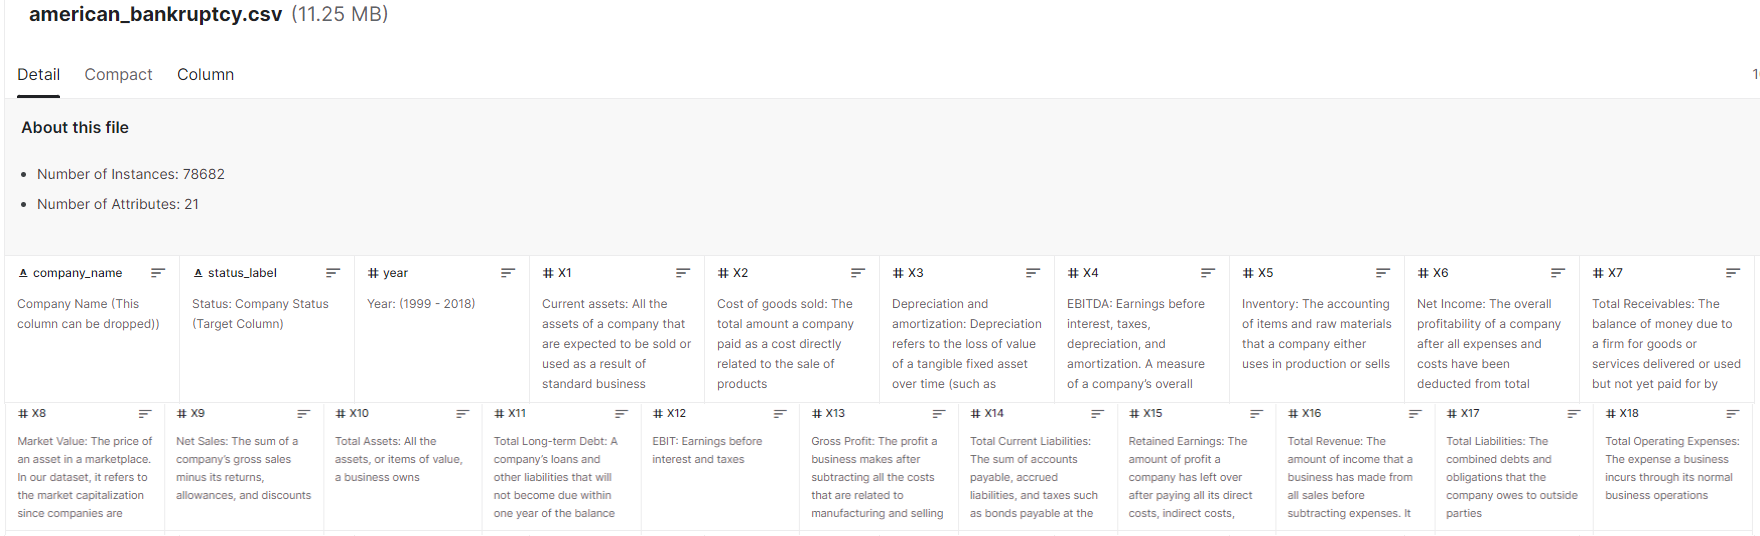 american_bankruptcy.csv (11.25 MB)
Detail Compact Column
About this file
• Number of Instances: 78682
• Number of Attributes: 21
company_name
Company Name (This
column can be dropped))
status_label
Status: Company Status
(Target Column)
year
Year: (1999 - 2018)
X1
Current assets: All the
assets of a company that
are expected to be sold or
used as a result of
standard business
X2
Cost of goods sold: The
total amount a company
paid as a cost directly
related to the sale of
products
X3
Depreciation and
amortization: Depreciation
refers to the loss of value
of a tangible fixed asset
over time (such as
X4
EBITDA: Earnings before
interest, taxes,
depreciation, and
amortization. A measure
of a company's overall
X5
Inventory: The accounting
of items and raw materials
that a company either
uses in production or sells
X6
Net Income: The overall
profitability of a company
after all expenses and
costs have been
deducted from total
X7
Total Receivables: The
balance of money due to
a firm for goods or
services delivered or used
but not yet paid for by
X8
Market Value: The price of
an asset in a marketplace.
In our dataset, it refers to
the market capitalization
since companies are
X9
Net Sales: The sum of a
company's gross sales
minus its returns,
allowances, and discounts
X10
Total Assets: All the
assets, or items of value,
a business owns
X11
Total Long-term Debt: A
company's loans and
other liabilities that will
not become due within
one year of the balance
X12
EBIT: Earnings before
interest and taxes
X13
Gross Profit: The profit a
business makes after
subtracting all the costs
that are related to
manufacturing and selling
X14
Total Current Liabilities:
The sum of accounts
payable, accrued
liabilities, and taxes such
as bonds payable at the
X15
Retained Earnings: The
amount of profit a
company has left over
after paying all its direct
costs, indirect costs,
X16
Total Revenue: The
amount of income that a
business has made from
all sales before
subtracting expenses. It
X17
Total Liabilities: The
combined debts and
obligations that the
company owes to outside
parties
X18
Total Operating Expenses:
The expense a business
incurs through its normal
business operations